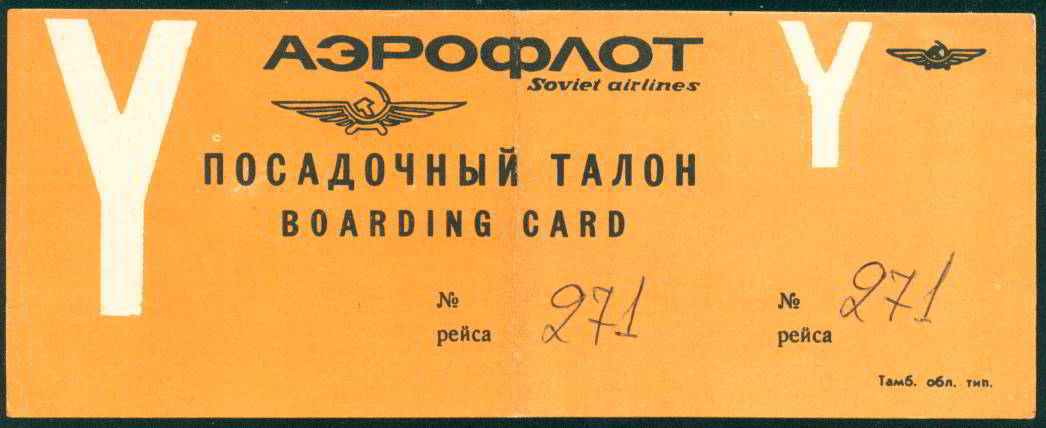 Y
АЭРОФЛОТ
Soviet airlines
ПОСАДОЧНЫЙ ТАЛОН
BOARDING CARD
№
рейса
271
Y
№
рейса
271
Тамб. обл. тип.